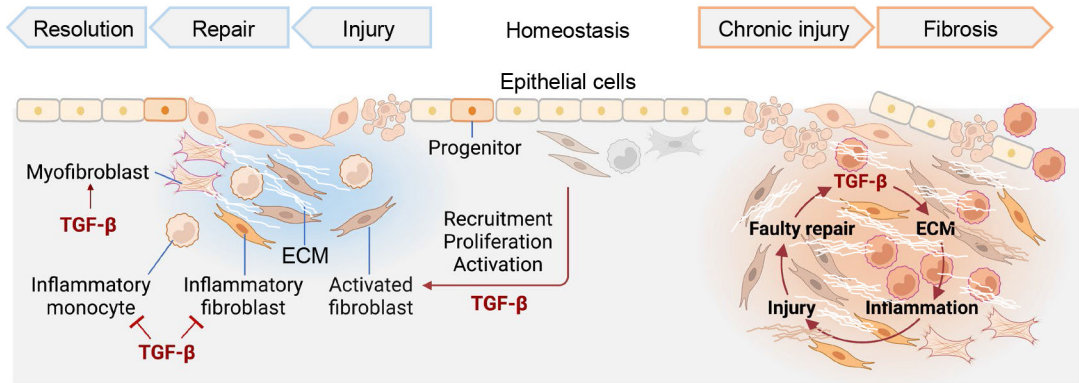 Resolution
Repair
Injury
Homeostasis
Chronic injury
Fibrosis
Epithelial cells
Progenitor
Myofibroblast
TGF-β
ECM
Inflammatory
monocyte
Inflammatory
fibroblast
Activated
fibroblast
TGF-β
Recruitment
Proliferation
Activation
TGF-β
TGF-β
Faulty repair
ECM
Injury
Inflammation